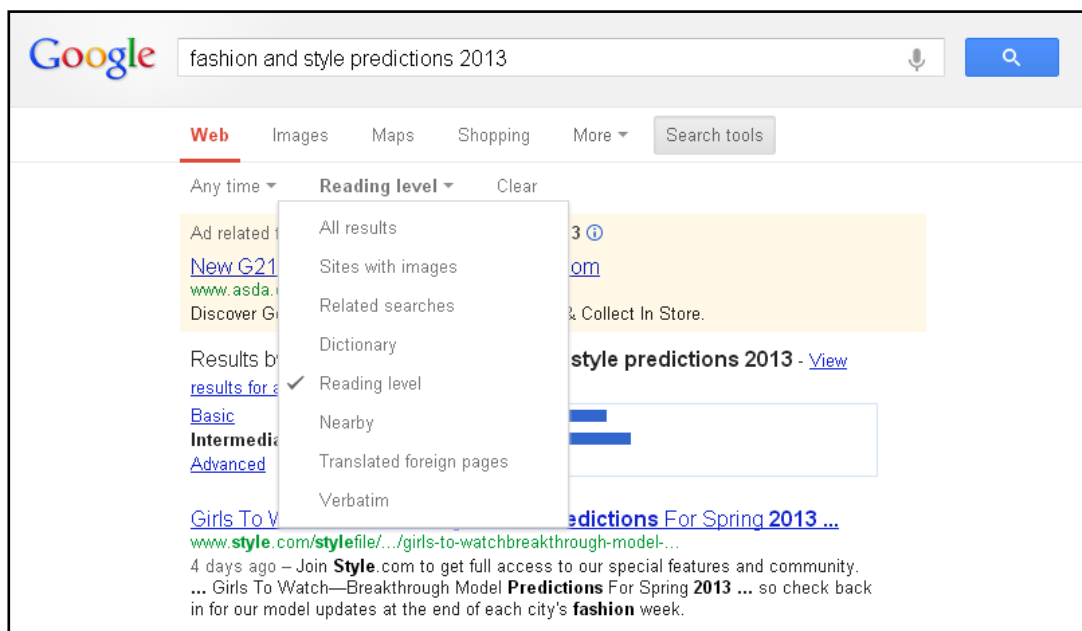 Google
fashion and style predictions 2013
Web Images Maps Shopping More Search tools
Any time Reading level Clear
All results
Sites with images
Related searches
Dictionary
Reading level
Nearby
Translated foreign pages
Verbatim
Ad related 3
New G21 om
www.asda.
Discover G & Collect In Store.
Results b style predictions 2013 - View
results for a
Basic
Intermedia
Advanced
Girls To edictions For Spring 2013 ...
www.style.com/stylefile/.../girls-to-watchbreakthrough-model-...
4 days ago – Join Style.com to get full access to our special features and community.
... Girls To Watch—Breakthrough Model Predictions For Spring 2013 ... so check back
in for our model updates at the end of each city's fashion week.